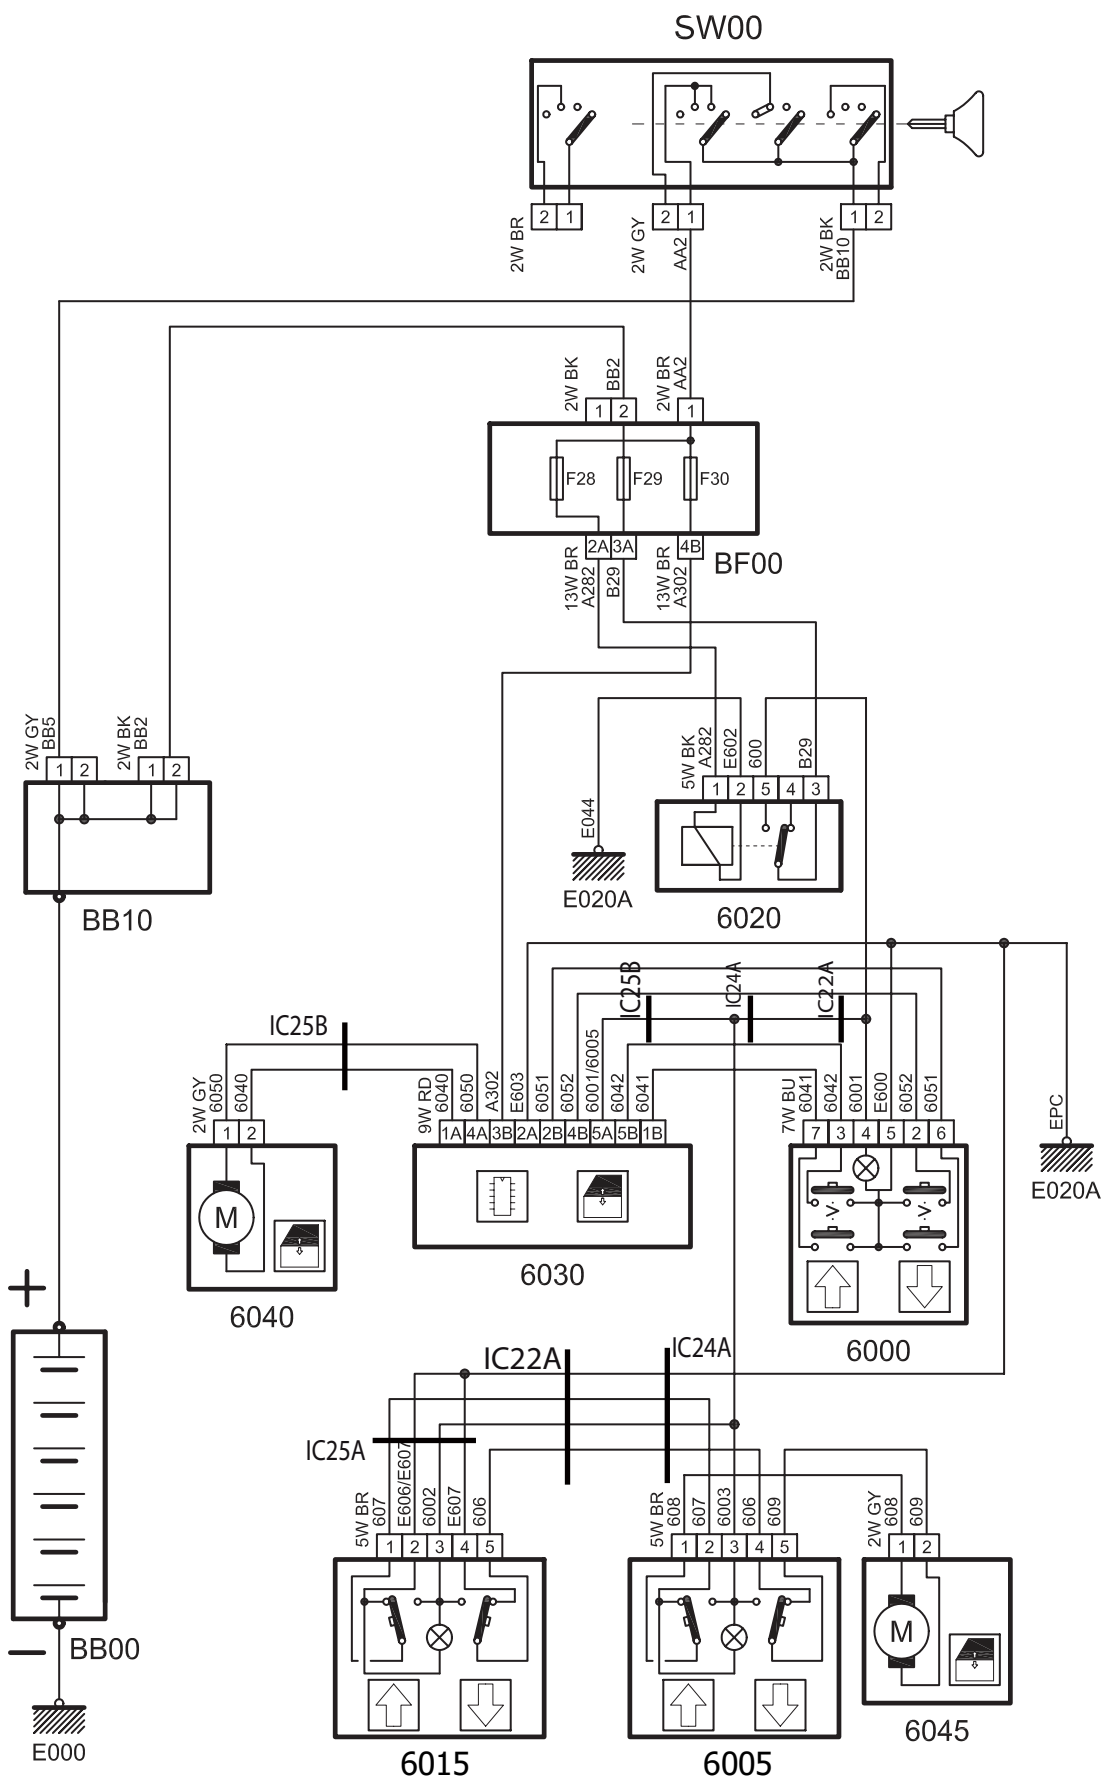 SW00
2 1
2 1
1 2
2W BR
2W GY
AA2
2W BK
BB10
2W BK
BB2
2W BR
AA2
1 2
1
F28
F29
F30
2A 3A
4B
BF00
13W BR
A282
B29
13W BR
A302
2W GY
BB5
2W BK
BB2
1 2
1 2
BB10
5W BK
A282
E602
600
B29
1 2 5 4 3
6020
E044
E020A
IC25B
IC24A
IC22A
IC25B
2W GY
6050
6040
1 2
M
6040
9W RD
6040
6050
A302
E603
6051
6052
6001/6005
6042
6041
1A 4A 3B 2A 2B 4B 5A 5B 1B
6030
7W BU
6041
6042
6001
E600
6052
6051
7 3 4 5 2 6
V
V
6000
EPC
E020A
+
−
BB00
E000
IC22A
IC24A
IC25A
5W BR
607
E606/E607
6002
E607
606
1 2 3 4 5
6015
5W BR
608
607
6003
606
609
1 2 3 4 5
6005
2W GY
608
609
1 2
M
6045